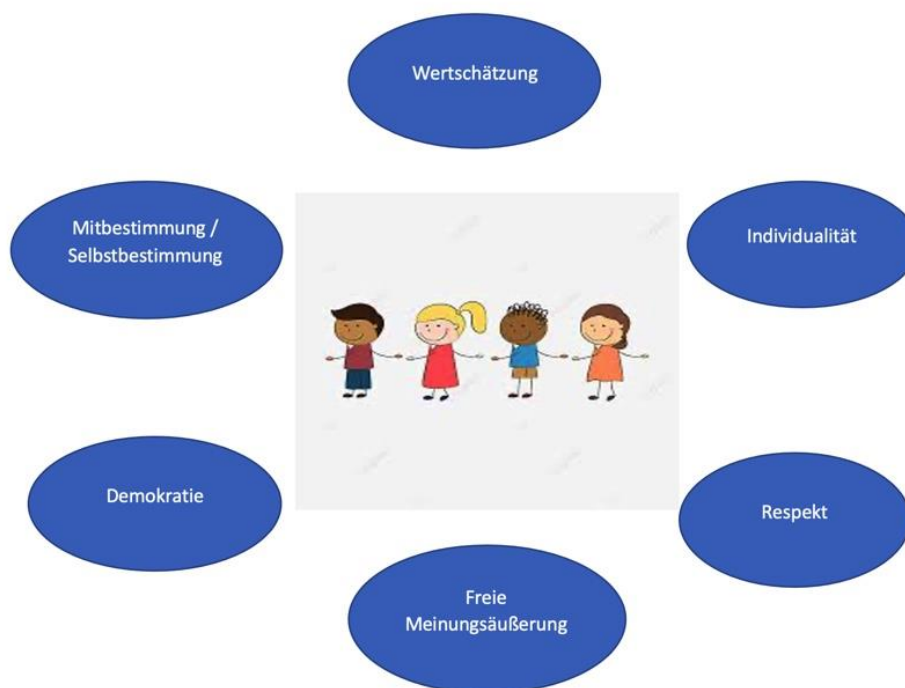 Wertschätzung
Mitbestimmung /
Selbstbestimmung
Individualität
Demokratie
Respekt
Freie
Meinungsäußerung